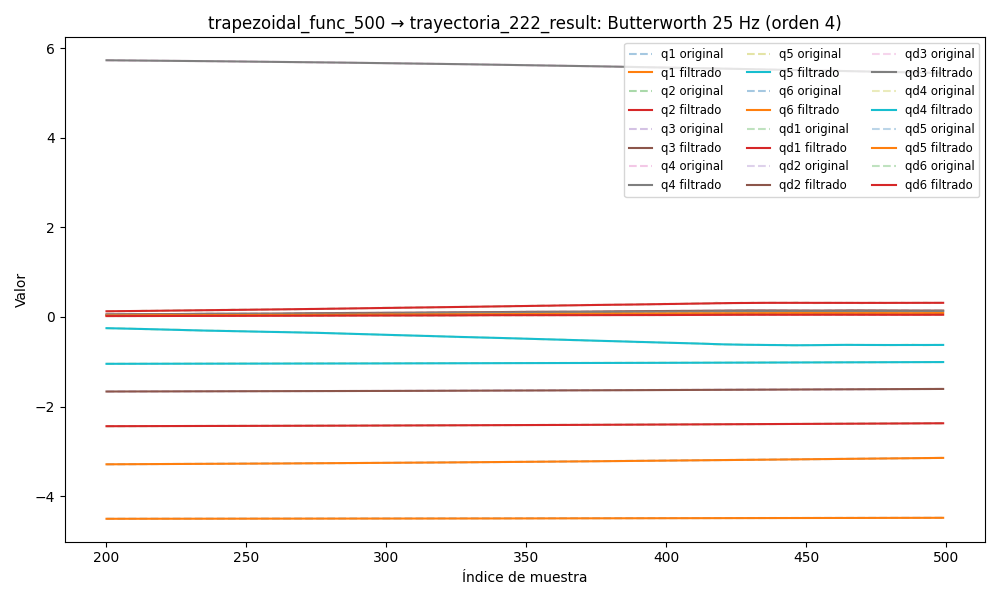 trapezoidal_func_500 → trayectoria_222_result: Butterworth 25 Hz (orden 4)
q1 original
q1 filtrado
q2 original
q2 filtrado
q3 original
q3 filtrado
q4 original
q4 filtrado
q5 original
q5 filtrado
q6 original
q6 filtrado
qd1 original
qd1 filtrado
qd2 original
qd2 filtrado
qd3 original
qd3 filtrado
qd4 original
qd4 filtrado
qd5 original
qd5 filtrado
qd6 original
qd6 filtrado
Valor
6
4
2
0
−2
−4
200
250
300
350
400
450
500
Índice de muestra